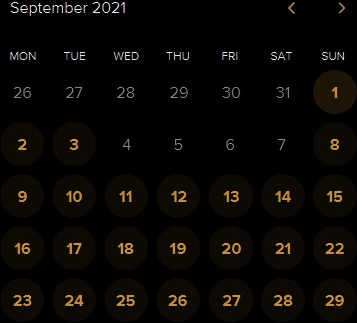 September 2021
MON TUE WED THU FRI SAT SUN
26 27 28 29 30 31 1
2 3 4 5 6 7 8
9 10 11 12 13 14 15
16 17 18 19 20 21 22
23 24 25 26 27 28 29